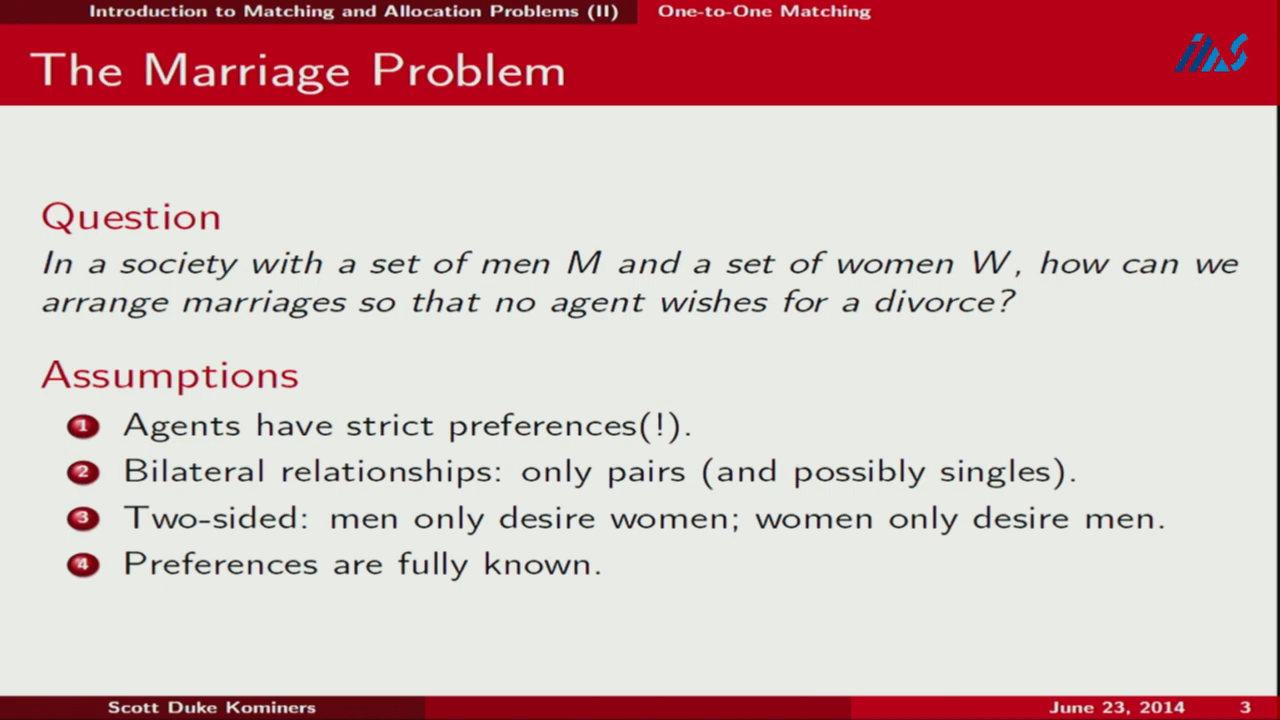 Introduction to Matching and Allocation Problems (II) One-to-One Matching
The Marriage Problem
ims
Question
In a society with a set of men M and a set of women W, how can we
arrange marriages so that no agent wishes for a divorce?
Assumptions
1 Agents have strict preferences(!).
2 Bilateral relationships: only pairs (and possibly singles).
3 Two-sided: men only desire women; women only desire men.
4 Preferences are fully known.
Scott Duke Kominers June 23, 2014 3